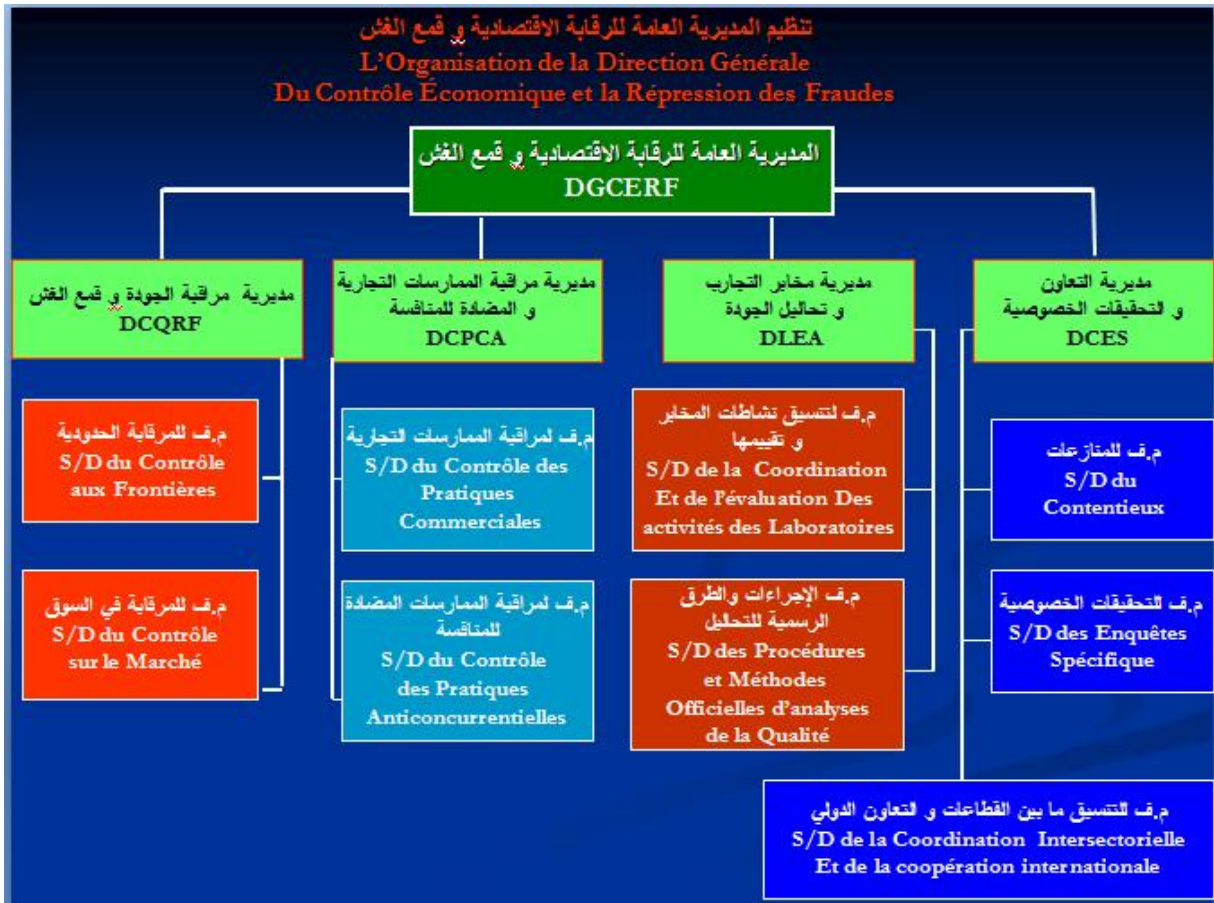 تنظيم المديرية العامة للرقابة الاقتصادية و قمع الغش
L'Organisation de la Direction Générale
Du Contrôle Économique et la Répression des Fraudes
المديرية العامة للرقابة الاقتصادية و قمع الغش
DGCERF
مديرية مراقبة الجودة و قمع الغش
DCQRF
مديرية مراقبة الممارسات التجارية
و المضادة للمنافسة
DCPCA
مديرية مخابر التجارب
و تحاليل الجودة
DLEA
مديرية التعاون
و التحقيقات الخصوصية
DCES
م.ف للمرقابة الحدودية
S/D du Contrôle
aux Frontières
م.ف للمرقابة في السوق
S/D du Contrôle
sur le Marché
م.ف لمراقبة الممارسات التجارية
S/D du Contrôle des
Pratiques
Commerciales
م.ف لمراقبة الممارسات المضادة
للمنافسة
S/D du Contrôle
des Pratiques
Anticoncurrentielles
م.ف لتنسيق نشاطات المخابر
و تقييمها
S/D de la Coordination
Et de l'évaluation Des
activités des Laboratoires
م.ف الإجراءات والطرق
الرسمية للتحاليل
S/D des Procédures
et Méthodes
Officielles d'analyses
de la Qualité
م.ف للمنازعات
S/D du
Contentieux
م.ف للتحقيقات الخصوصية
S/D des Enquêtes
Spécifique
م.ف للتنسيق ما بين القطاعات و التعاون الدولي
S/D de la Coordination Intersectorielle
Et de la coopération internationale